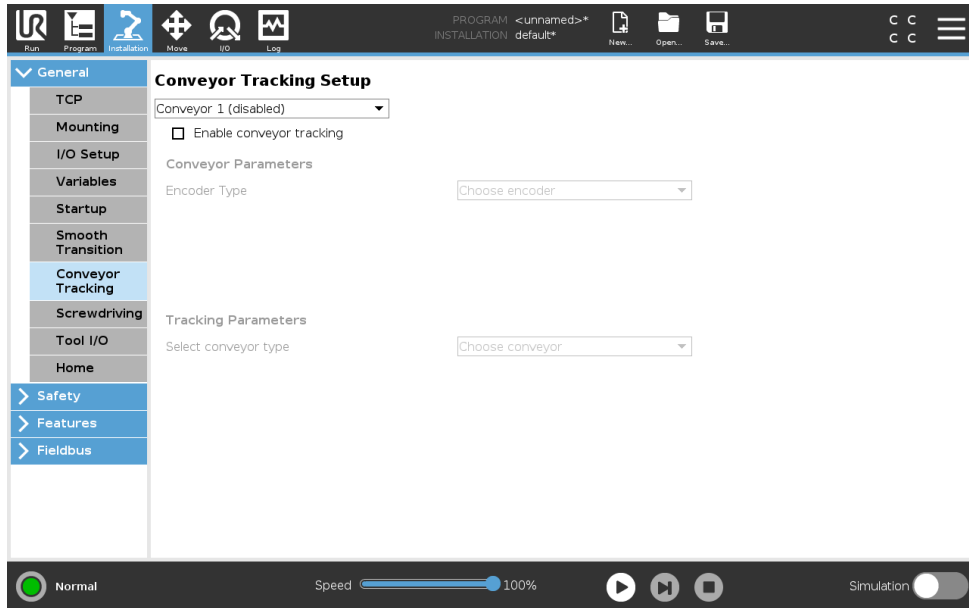 UR
Run
Program
Installation
Move
I/O
Log
PROGRAM <unnamed>*
INSTALLATION default*
New...
Open...
Save...
C C
C C
General
TCP
Mounting
I/O Setup
Variables
Startup
Smooth
Transition
Conveyor
Tracking
Screwdriving
Tool I/O
Home
Safety
Features
Fieldbus
Conveyor Tracking Setup
Conveyor 1 (disabled)
Enable conveyor tracking
Conveyor Parameters
Encoder Type
Choose encoder
Tracking Parameters
Select conveyor type
Choose conveyor
Normal
Speed
100%
Simulation